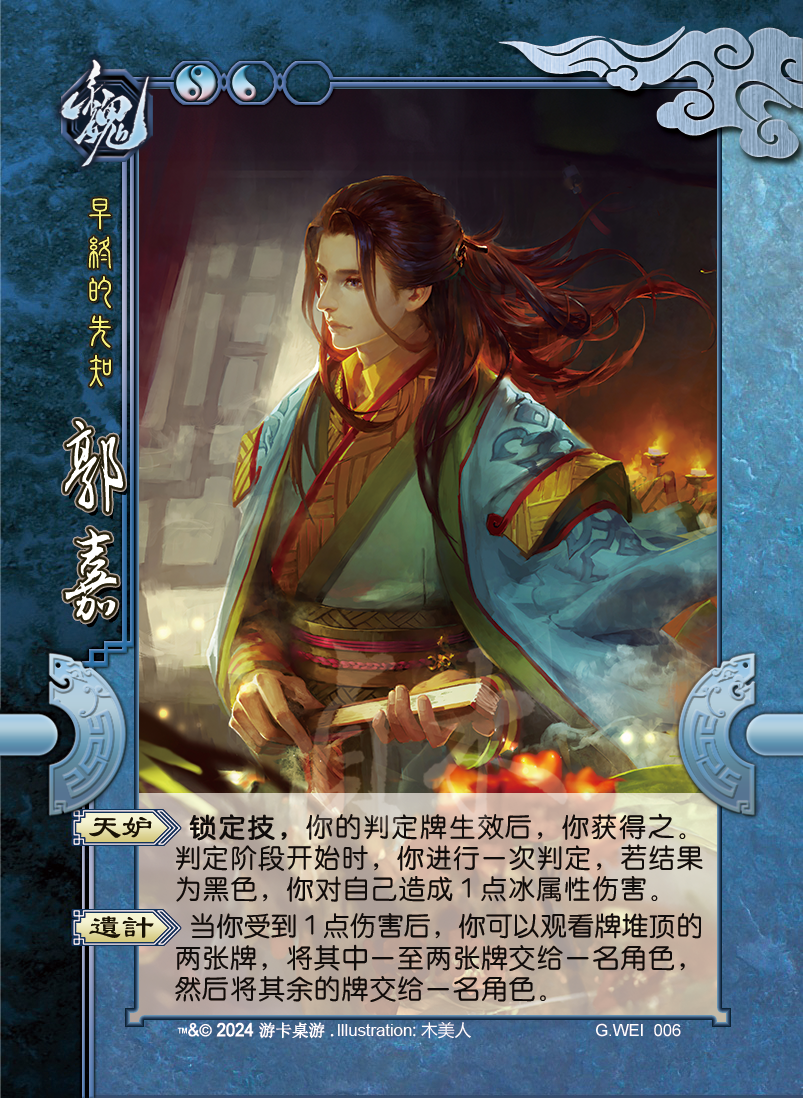 魏
早終的先知
郭嘉
天妒
锁定技，你的判定牌生效后，你获得之。
判定阶段开始时，你进行一次判定，若结果
为黑色，你对自己造成1点冰属性伤害。
遺計
当你受到1点伤害后，你可以观看牌堆顶的
两张牌，将其中一至两张牌交给一名角色，
然后将其余的牌交给一名角色。
™&© 2024 游卡桌游 . Illustration: 木美人
G.WEI 006